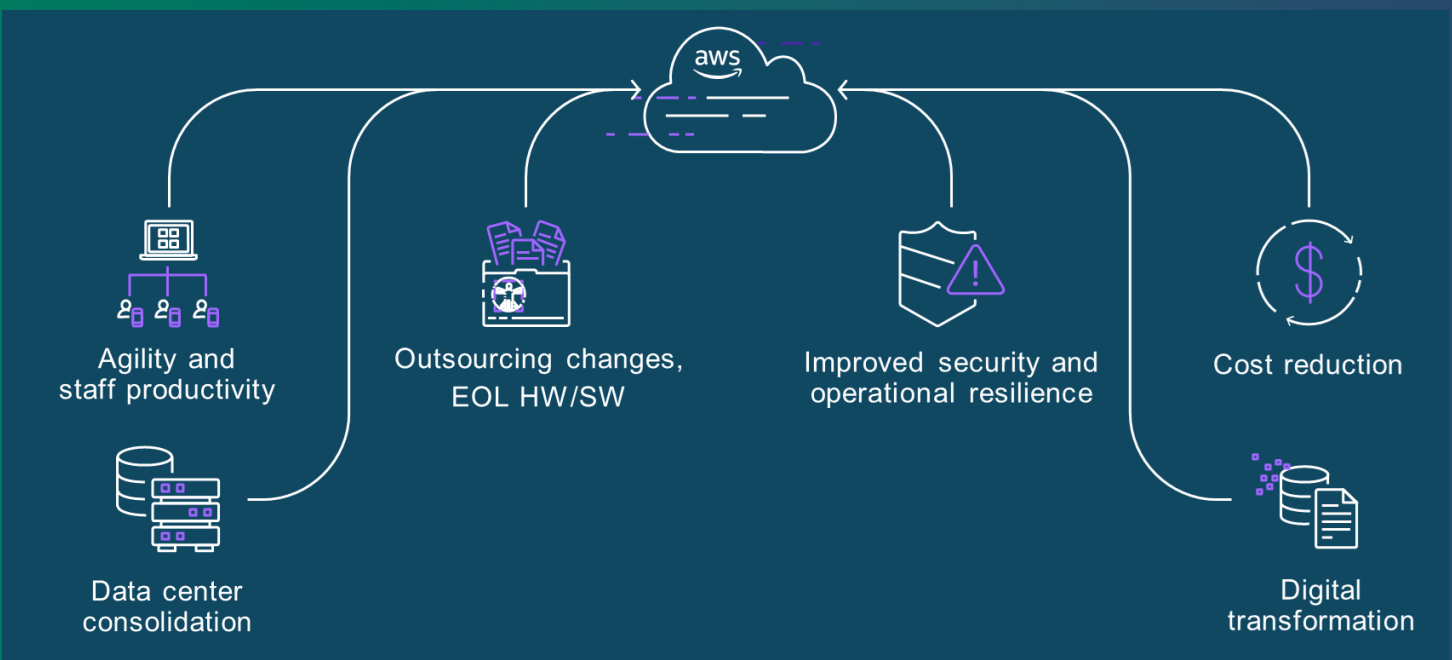 aws
Agility and
staff productivity
Outsourcing changes,
EOL HW/SW
Improved security and
operational resilience
Cost reduction
Data center
consolidation
Digital
transformation